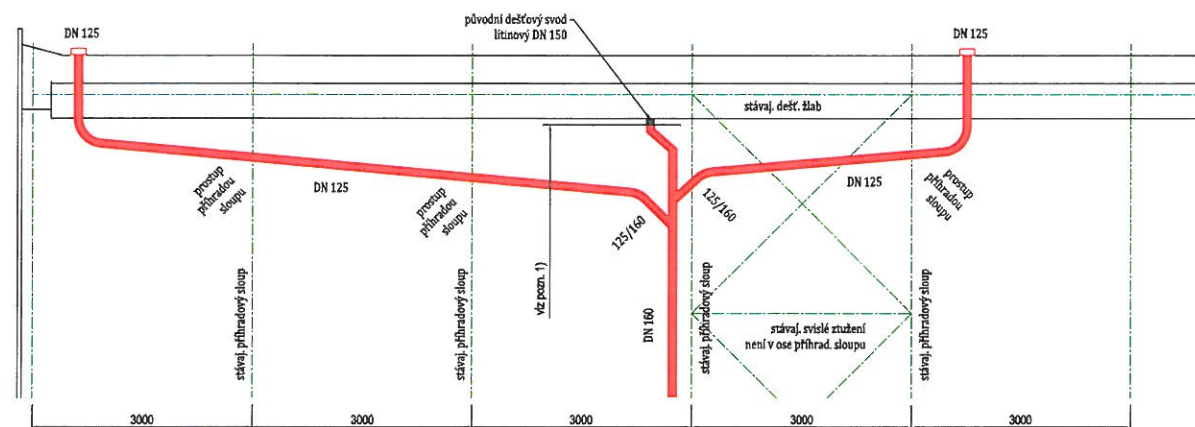 původní dešťový svod
litinový DN 150
DN 125
DN 125
stávaj. dešť. žlab
prostup
příhradou
sloupu
DN 125
prostup
příhradou
sloupu
125/160
125/160
DN 125
prostup
příhradou
sloupu
viz pozn. 1)
stávaj. příhradový sloup
stávaj. příhradový sloup
DN 160
stávaj. příhradový sloup
stávaj. svislé ztužení
není v ose příhrad. sloupu
stávaj. příhradový sloup
3000
3000
3000
3000
3000